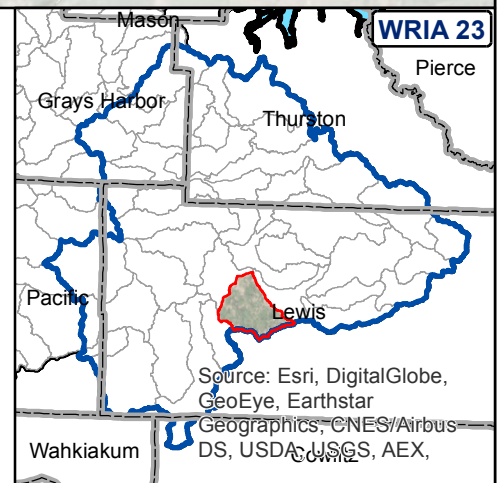 Mason
WRIA 23
Pierce
Grays Harbor
Thurston
Pacific
Lewis
Source: Esri, DigitalGlobe,
GeoEye, Earthstar
Geographics, CNES/Airbus
DS, USDA, USGS, AEX,
Wahkiakum
Cowlitz